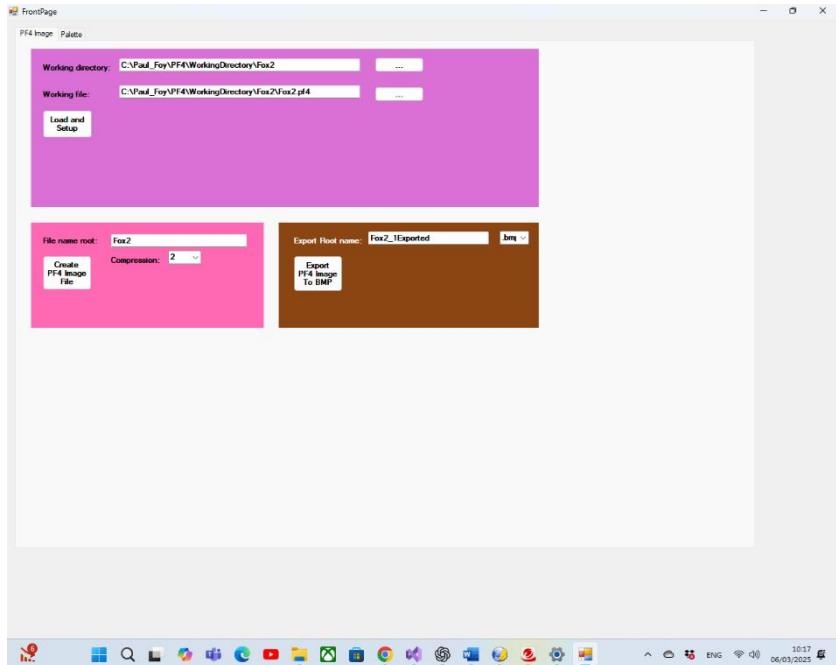 FrontPage
PF4 Image Palette
Working directory: C:\Paul_Foy\PF4\WorkingDirectory\Fox2 ...
Working file: C:\Paul_Foy\PF4\WorkingDirectory\Fox2\Fox2.pf4 ...
Load and
Setup
File name root: Fox2
Compression: 2
Create
PF4 Image
File
Export Root name: Fox2_1Exported .bm
Export
PF4 Image
To BMP
6
ENG
10:17
06/03/2025